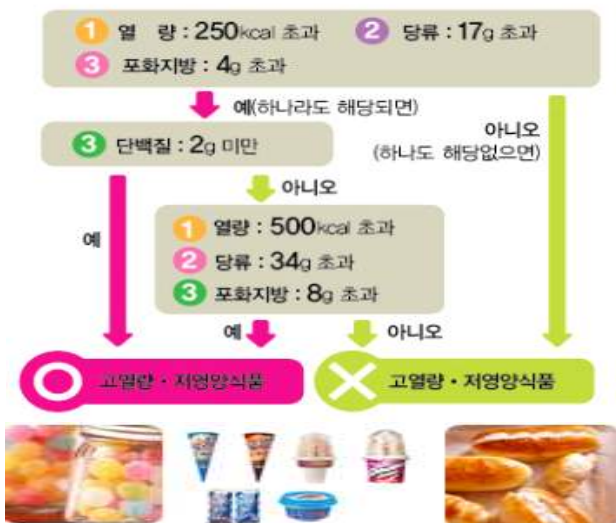 1 열 량 : 250kcal 초과 2 당류 : 17g 초과
3 포화지방 : 4g 초과
예(하나라도 해당되면)
아니오
(하나도 해당없으면)
3 단백질 : 2g 미만
아니오
예
1 열량 : 500kcal 초과
2 당류 : 34g 초과
3 포화지방 : 8g 초과
예 아니오
고열량·저영양식품 고열량·저영양식품